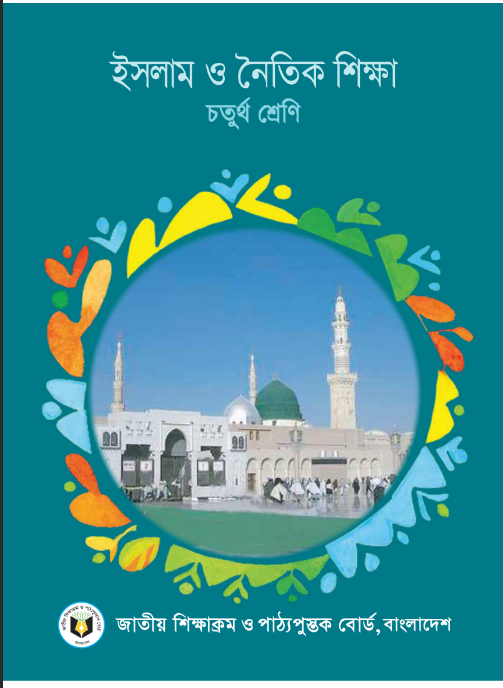 ইসলাম ও নৈতিক শিক্ষা
চতুর্থ শ্রেণি
জাতীয় শিক্ষাক্রম ও পাঠ্যপুস্তক বোর্ড, বাংলাদেশ